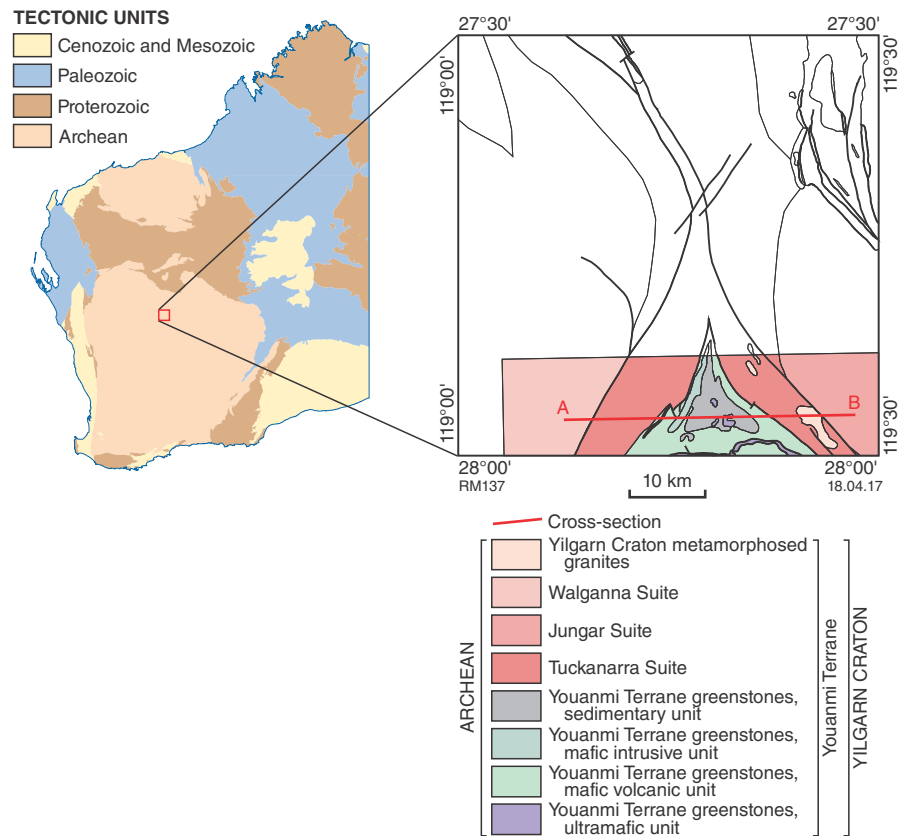 TECTONIC UNITS
Cenozoic and Mesozoic
Paleozoic
Proterozoic
Archean
27°30'
27°30'
119°00'
119°30'
A
B
119°00'
119°30'
28°00'
28°00'
RM137
10 km
18.04.17
Cross-section
Yilgarn Craton metamorphosed
granites
Walganna Suite
Jungar Suite
Tuckanarra Suite
Youanmi Terrane greenstones,
sedimentary unit
Youanmi Terrane greenstones,
mafic intrusive unit
Youanmi Terrane greenstones,
mafic volcanic unit
Youanmi Terrane greenstones,
ultramafic unit
ARCHEAN
Youanmi Terrane
YILGARN CRATON